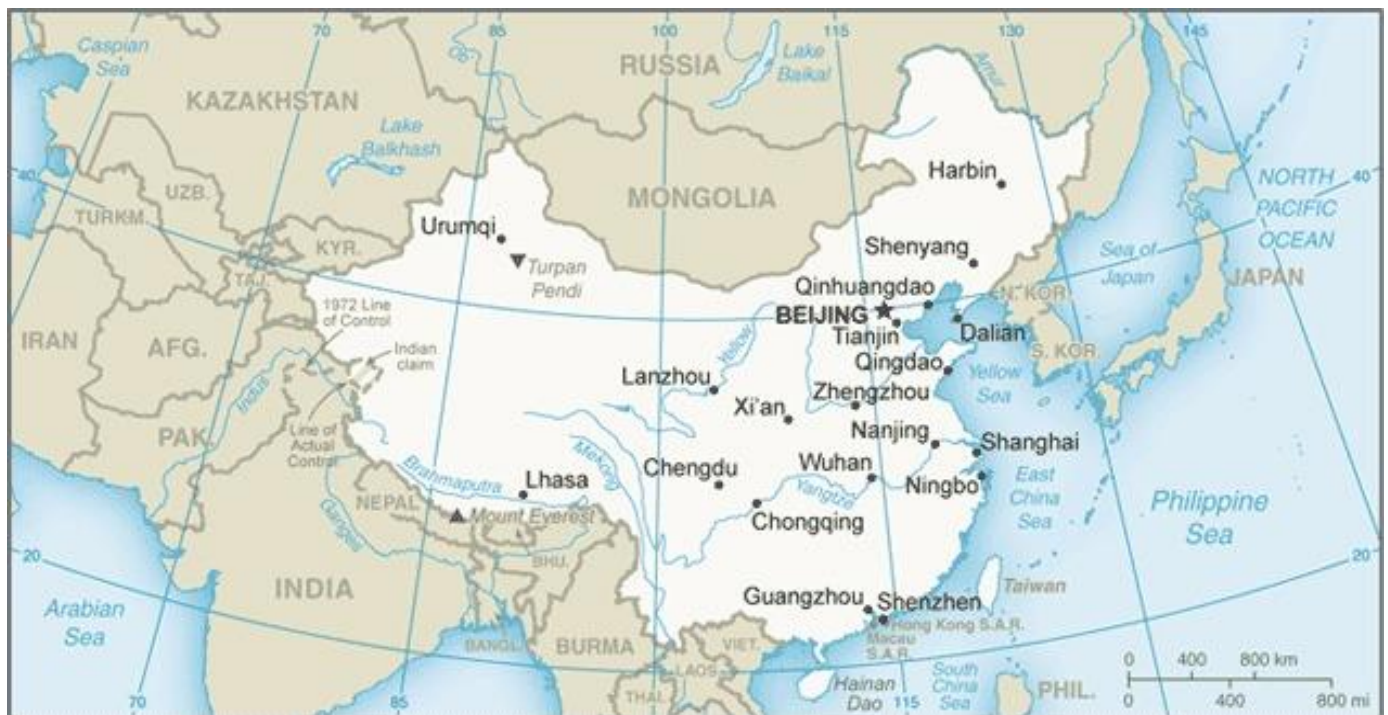 70
85
100
115
130
145
Caspian
Sea
Ob'
RUSSIA
Lake
Baikal
Amur
KAZAKHSTAN
Lake
Balkhash
Harbin
40
UZB.
MONGOLIA
NORTH
PACIFIC
OCEAN
40
TURKM.
Urumqi
KYR.
Shenyang
Sea of
Japan
Turpan
Pendi
TAJ.
Qinhuangdao
N. KOR.
JAPAN
1972 Line
of Control
BEIJING
Tianjin
Dalian
IRAN
AFG.
Indian
claim
Yellow
Qingdao
S. KOR.
Lanzhou
Yellow
Sea
Indus
Xi'an
Zhengzhou
PAK.
Line of
Actual
Control
Nanjing
Shanghai
Mekong
Chengdu
Wuhan
Brahmaputra
Lhasa
Yangtze
Ningbo
East
China
Sea
Philippine
Sea
NEPAL
Mount Everest
Chongqing
Ganges
BHU.
20
20
INDIA
Taiwan
Arabian
Sea
Guangzhou
Shenzhen
Hong Kong S.A.R.
Macau
S.A.R.
BANGL.
BURMA
VIET.
LAOS
THAI.
Hainan
Dao
South
China
Sea
PHIL.
0 400 800 km
0 400 800 mi
70
85
115